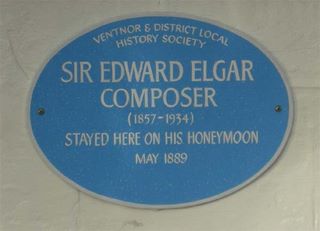 VENTNOR & DISTRICT LOCAL
HISTORY SOCIETY
SIR EDWARD ELGAR
COMPOSER
(1857-1934)
STAYED HERE ON HIS HONEYMOON
MAY 1889